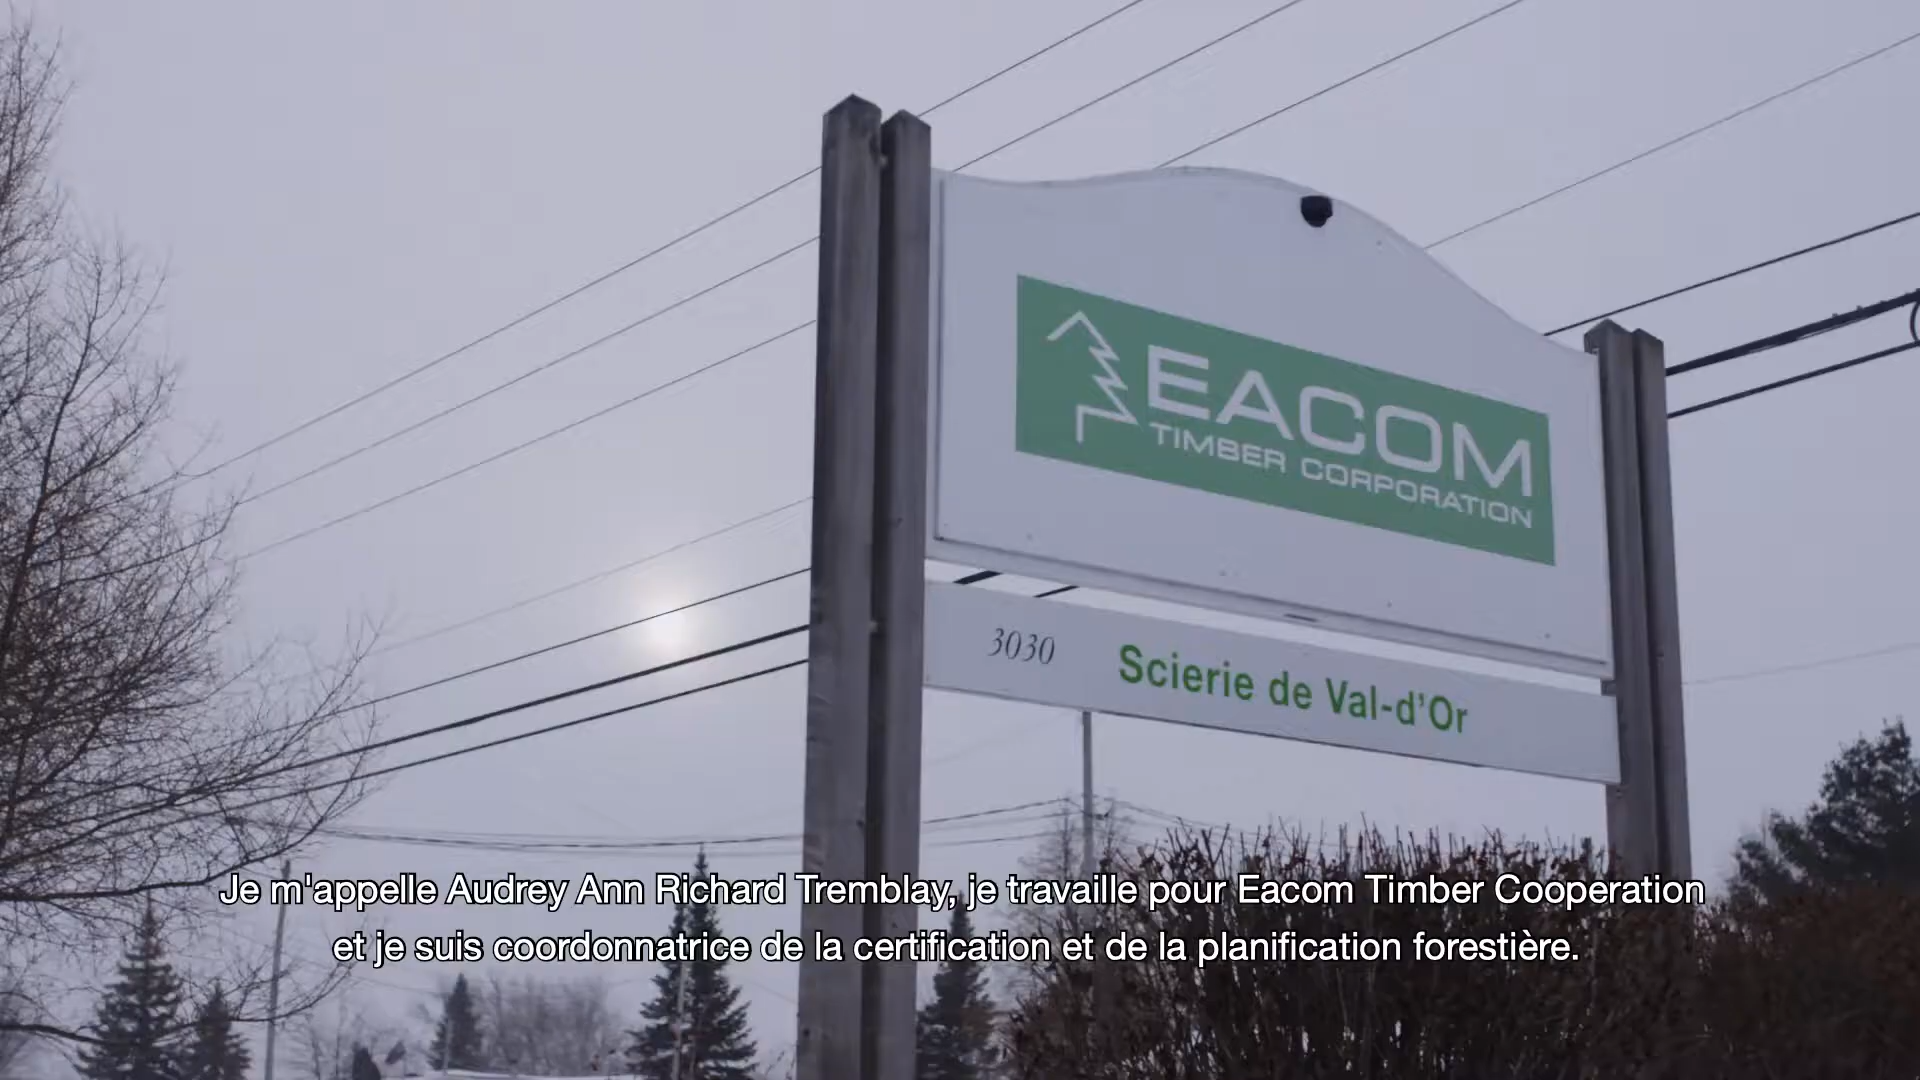 EACOM
TIMBER CORPORATION
3030 Scierie de Val-d'Or
Je m'appelle Audrey Ann Richard Tremblay, je travaille pour Eacom Timber Cooperation
et je suis coordonnatrice de la certification et de la planification forestière.